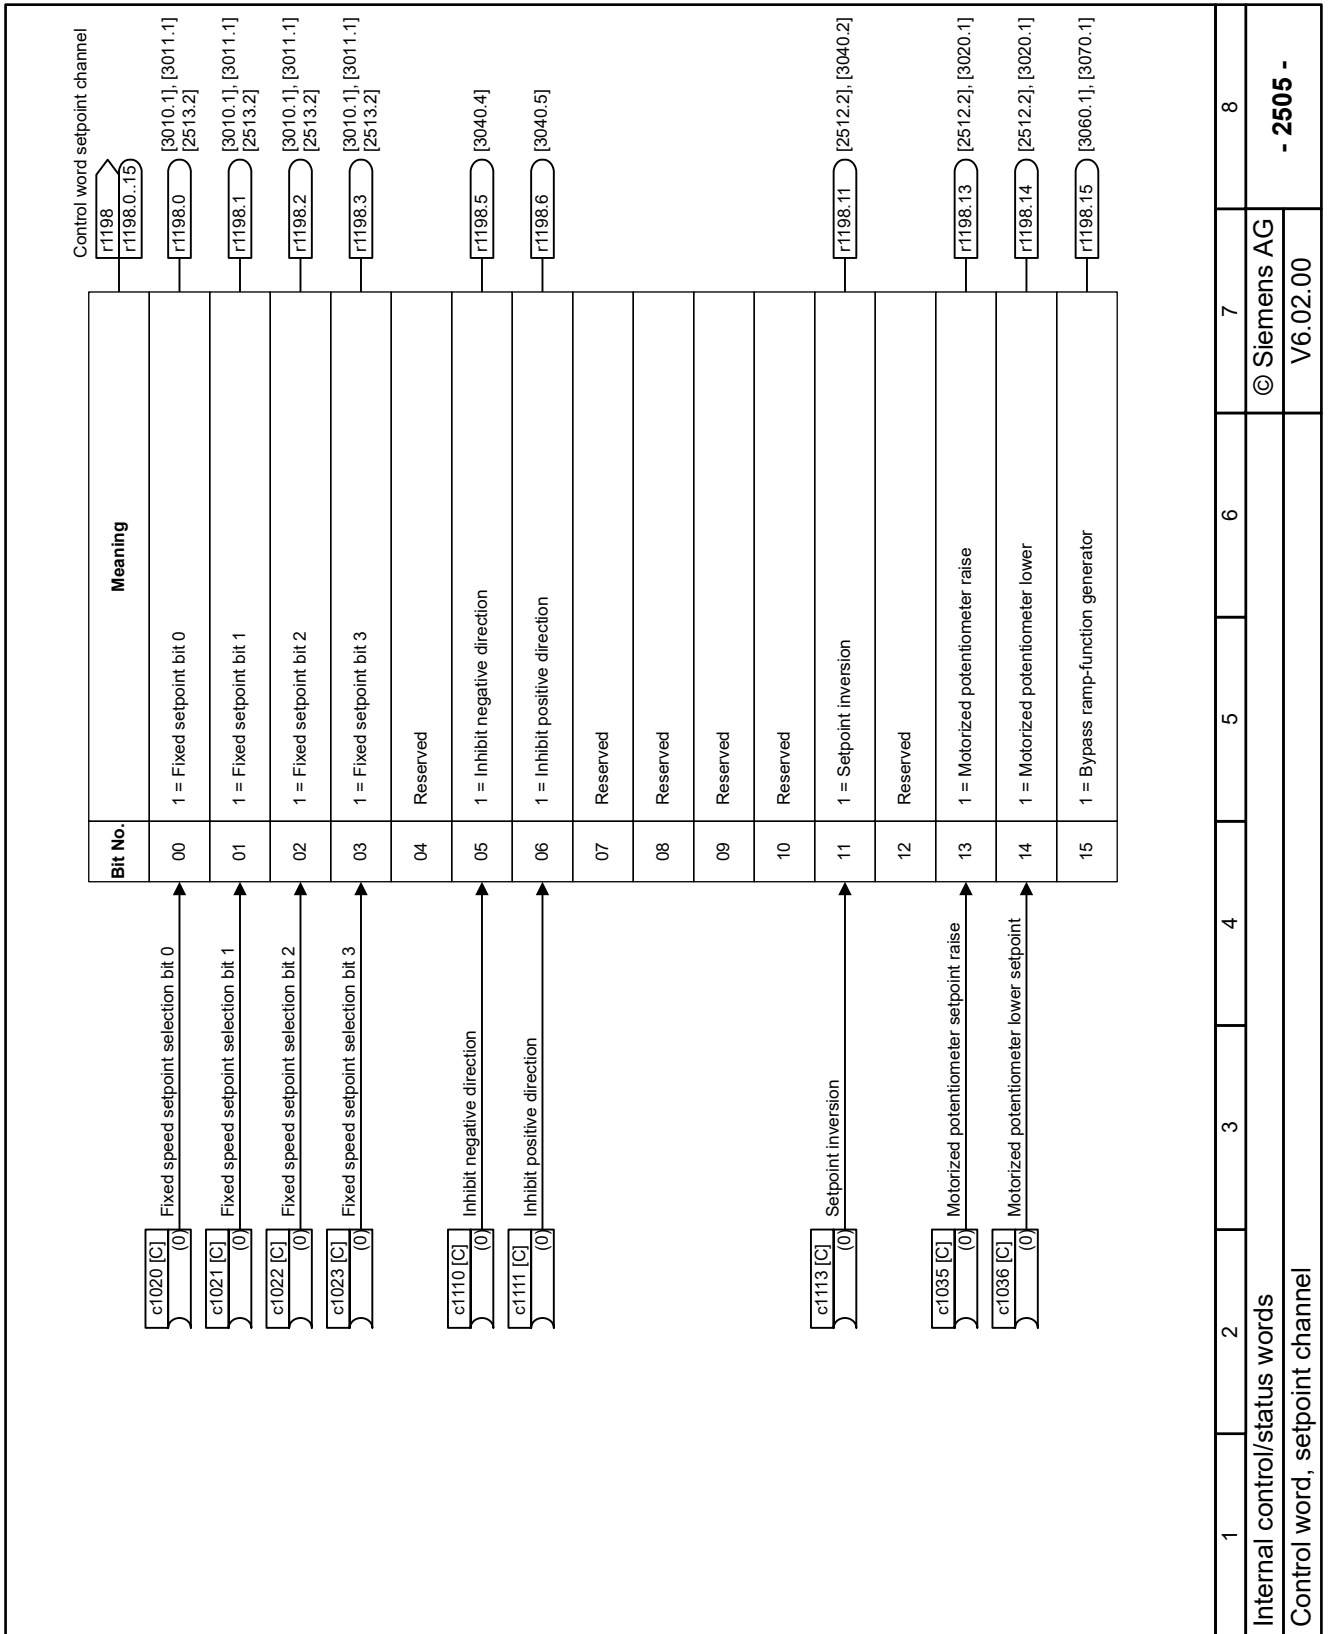 Control word setpoint channel
r1198
r1198.0..15
Bit No. Meaning
c1020 [C]
(0)
Fixed speed setpoint selection bit 0
00 1 = Fixed setpoint bit 0
r1198.0
[3010.1], [3011.1]
[2513.2]
c1021 [C]
(0)
Fixed speed setpoint selection bit 1
01 1 = Fixed setpoint bit 1
r1198.1
[3010.1], [3011.1]
[2513.2]
c1022 [C]
(0)
Fixed speed setpoint selection bit 2
02 1 = Fixed setpoint bit 2
r1198.2
[3010.1], [3011.1]
[2513.2]
c1023 [C]
(0)
Fixed speed setpoint selection bit 3
03 1 = Fixed setpoint bit 3
r1198.3
[3010.1], [3011.1]
[2513.2]
04 Reserved
c1110 [C]
(0)
Inhibit negative direction
05 1 = Inhibit negative direction
r1198.5
[3040.4]
c1111 [C]
(0)
Inhibit positive direction
06 1 = Inhibit positive direction
r1198.6
[3040.5]
07 Reserved
08 Reserved
09 Reserved
10 Reserved
c1113 [C]
(0)
Setpoint inversion
11 1 = Setpoint inversion
r1198.11
[2512.2], [3040.2]
12 Reserved
c1035 [C]
(0)
Motorized potentiometer setpoint raise
13 1 = Motorized potentiometer raise
r1198.13
[2512.2], [3020.1]
c1036 [C]
(0)
Motorized potentiometer lower setpoint
14 1 = Motorized potentiometer lower
r1198.14
[2512.2], [3020.1]
15 1 = Bypass ramp-function generator
r1198.15
[3060.1], [3070.1]
1 2 3 4 5 6 7 8
Internal control/status words
© Siemens AG
- 2505 -
Control word, setpoint channel
V6.02.00